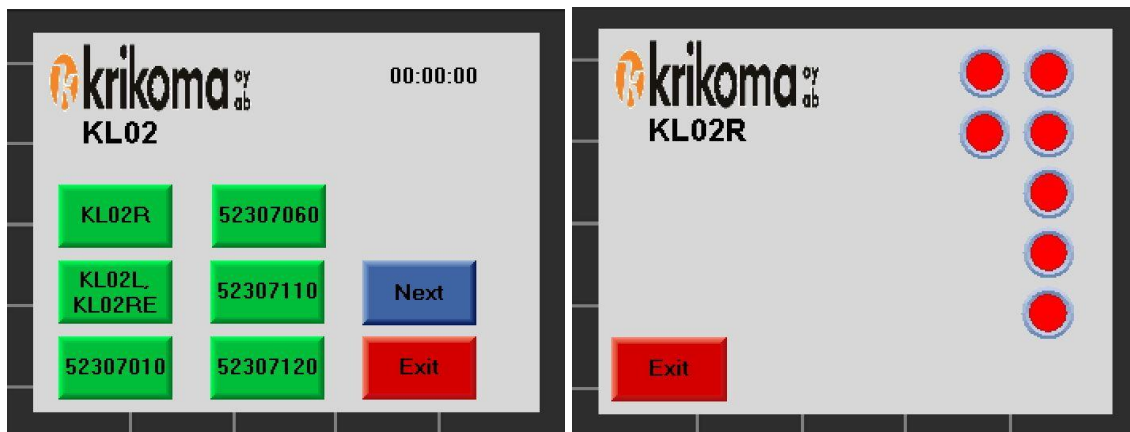 krikoma oy ab
00:00:00
KL02
KL02R
52307060
KL02L,
KL02RE
52307110
Next
52307010
52307120
Exit
krikoma oy ab
KL02R
Exit